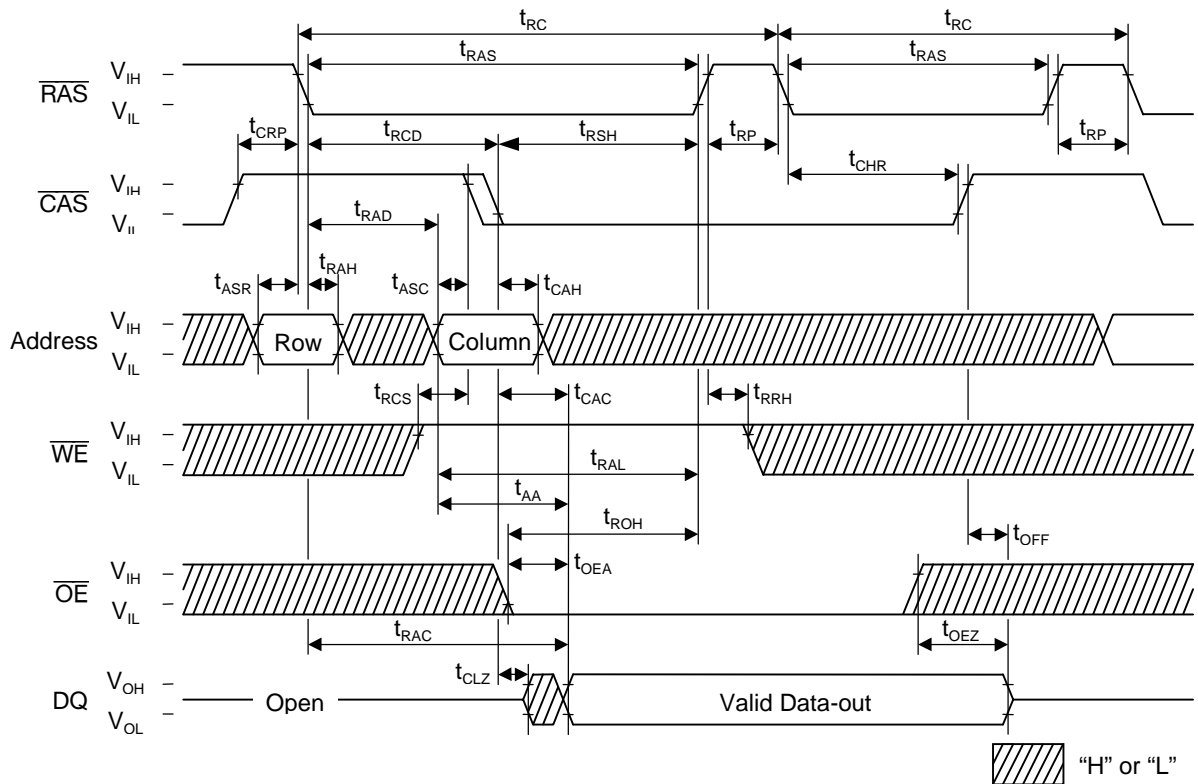 tRC tRC
tRAS tRAS
RAS VIH
VIL
tCRP tRCD tRSH tRP tRP
tCHR
CAS VIH
VIL
tRAD
tRAH
tASR tASC tCAH
Address VIH Row Column
VIL
tRCS tCAC tRRH
WE VIH
VIL
tRAL
tAA
tROH
tOFF
tOEA
OE VIH
VIL
tOEZ
tRAC
tCLZ
DQ VOH Open Valid Data-out
VOL
“H” or “L”